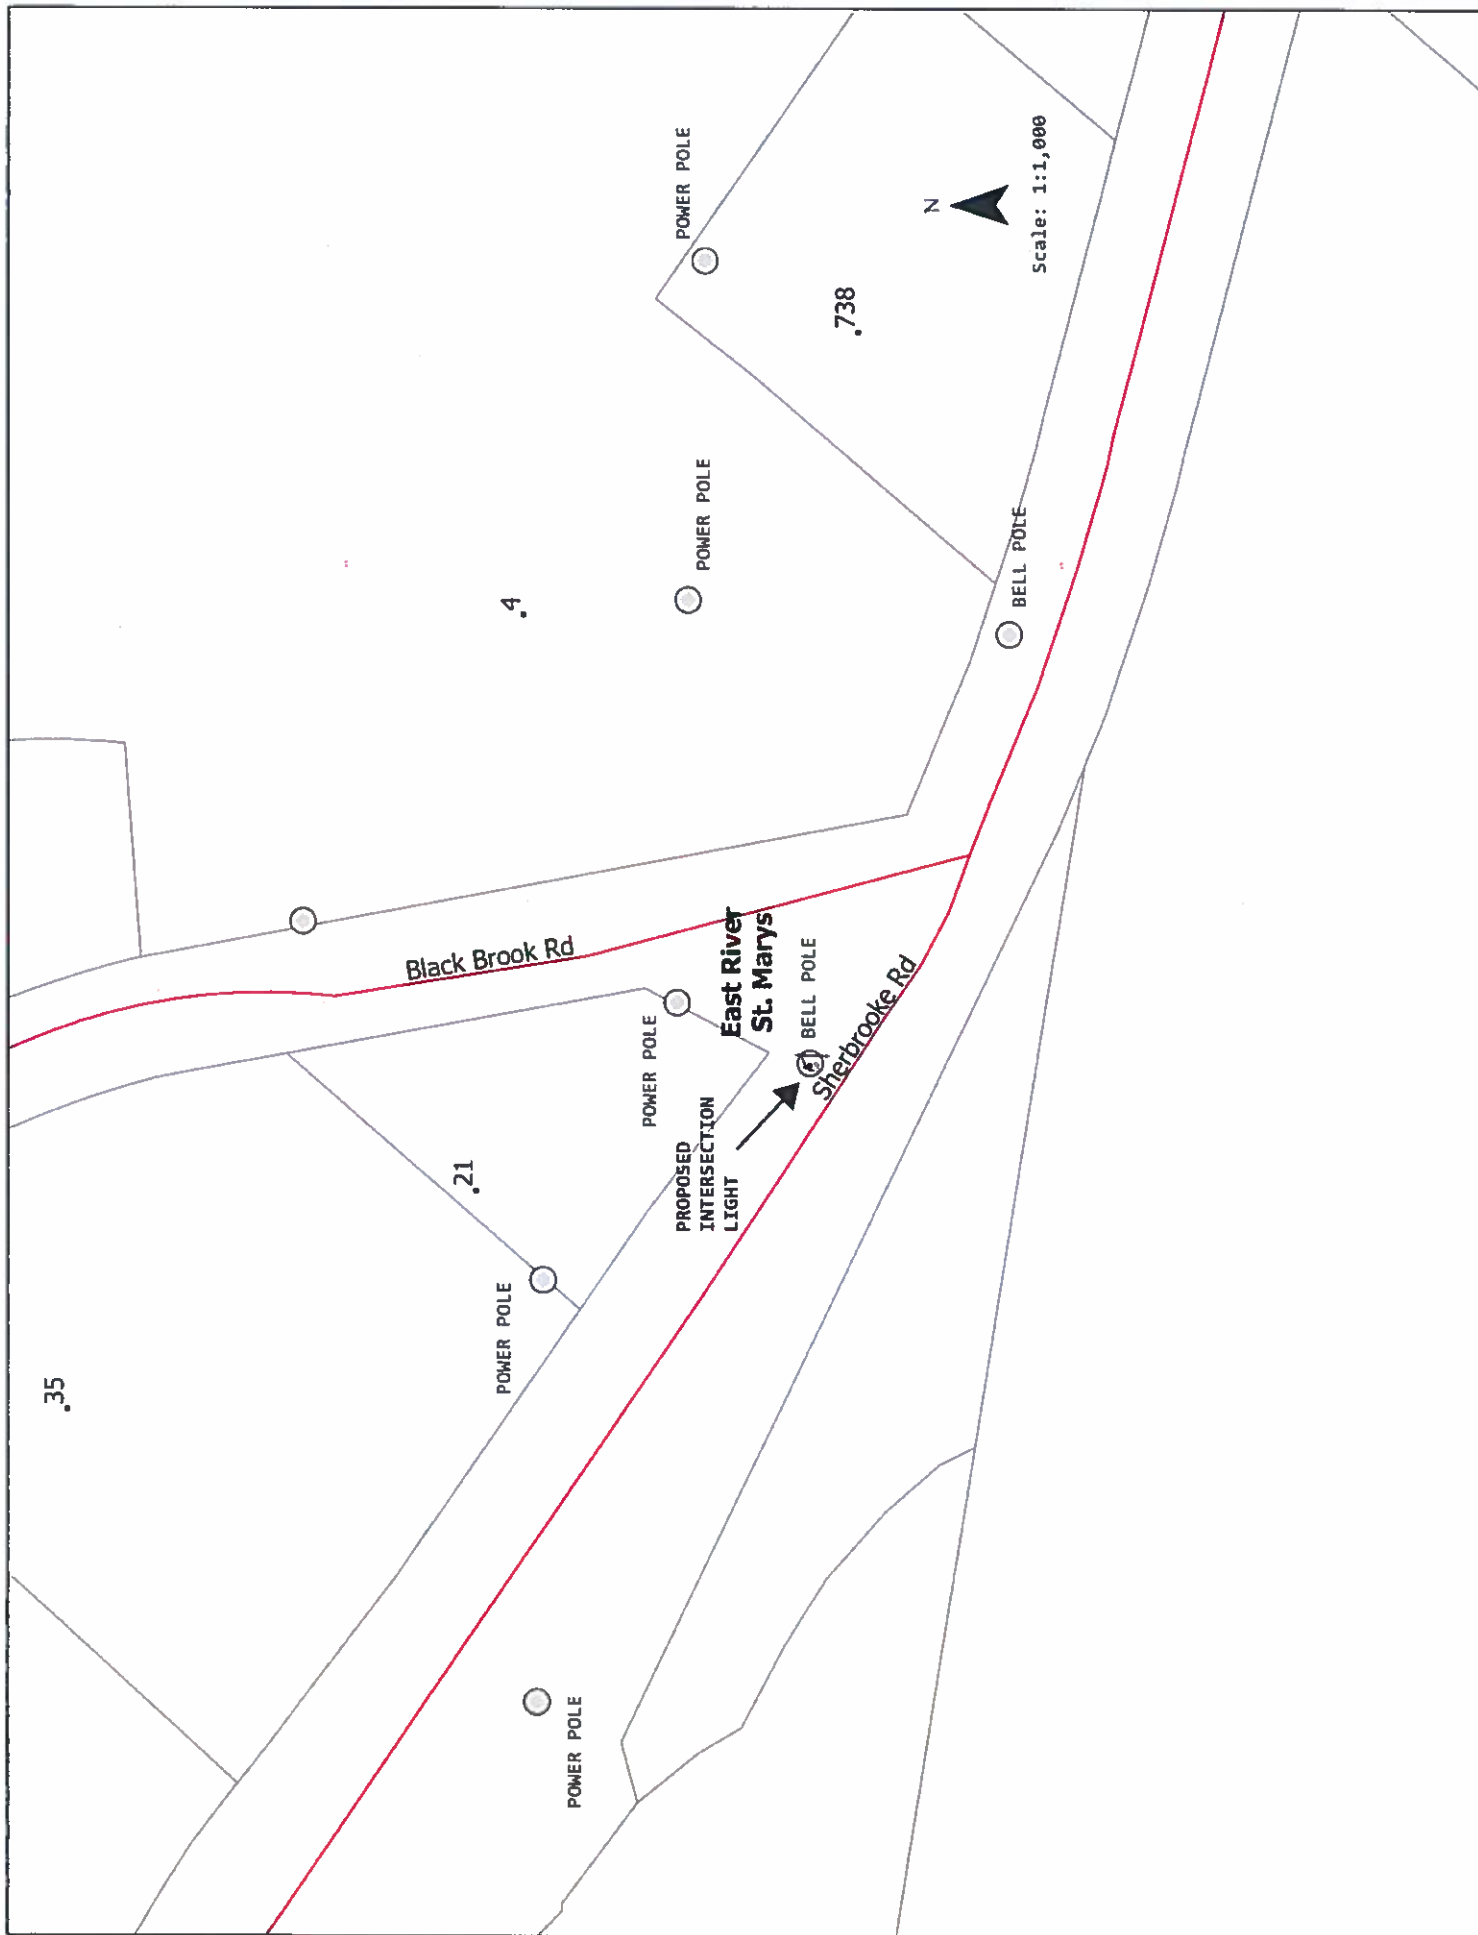 .35
.21
.4
.738
POWER POLE
POWER POLE
POWER POLE
POWER POLE
POWER POLE
Black Brook Rd
East River
St. Marys
BELL POLE
Sherbrooke Rd
PROPOSED
INTERSECTION
LIGHT
BELL POLE
N
Scale: 1:1,000